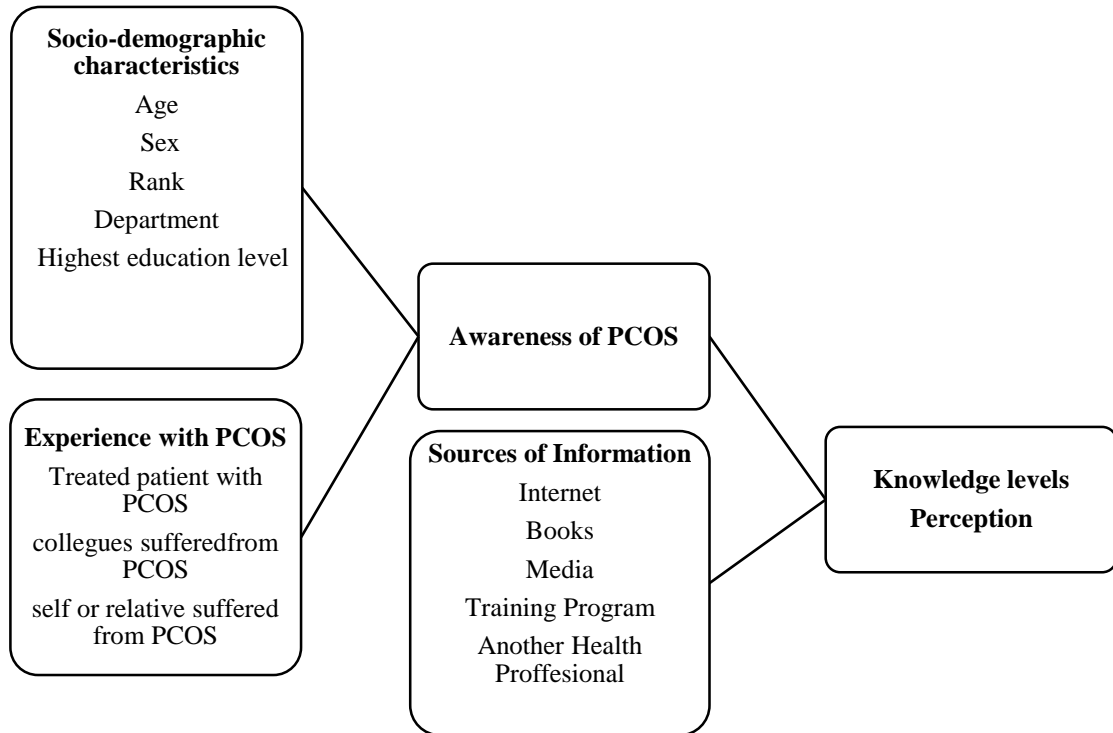 Socio-demographic
characteristics
Age
Sex
Rank
Department
Highest education level
Experience with PCOS
Treated patient with
PCOS
collegues sufferedfrom
PCOS
self or relative suffered
from PCOS
Awareness of PCOS
Sources of Information
Internet
Books
Media
Training Program
Another Health
Proffesional
Knowledge levels
Perception